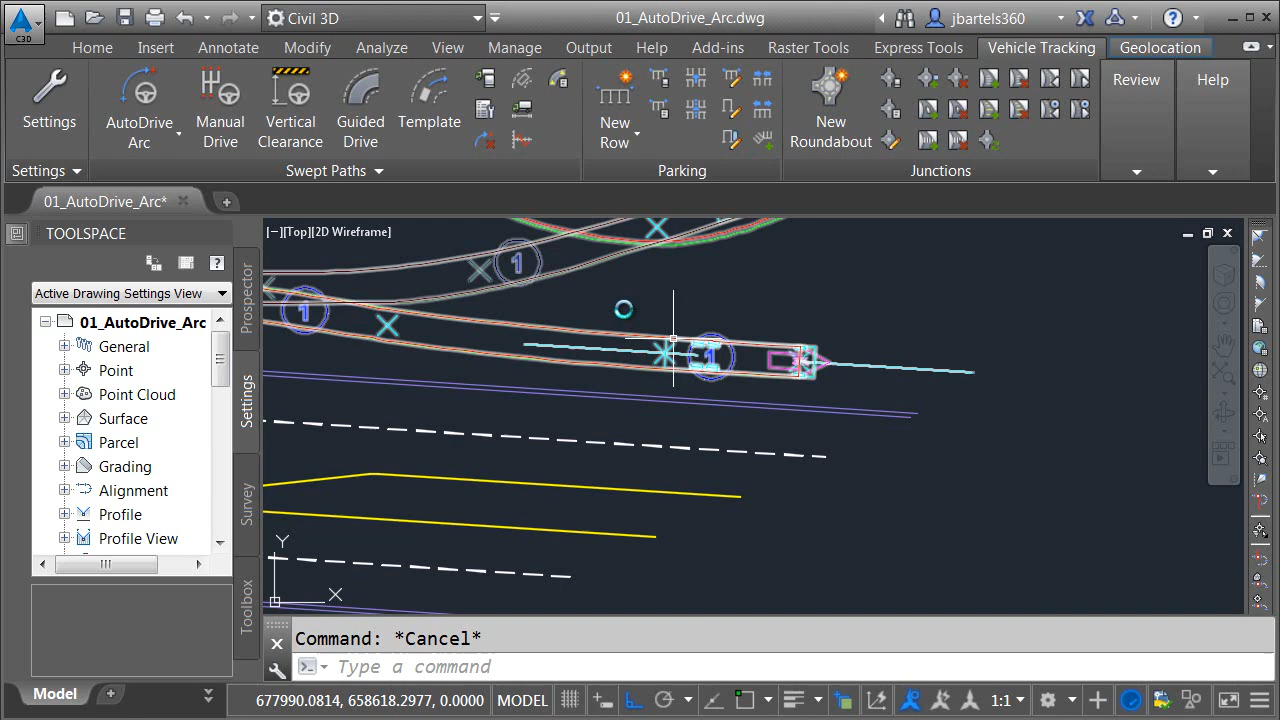 C3D
Civil 3D
01_AutoDrive_Arc.dwg
jbartels360
?
Home Insert Annotate Modify Analyze View Manage Output Help Add-ins Raster Tools Express Tools Vehicle Tracking Geolocation
Settings
AutoDrive Arc
Manual Drive
Vertical Clearance
Guided Drive
Template
New Row
New Roundabout
Review
Help
Settings
Swept Paths
Parking
Junctions
01_AutoDrive_Arc*
TOOLSPACE
?
Active Drawing Settings View
01_AutoDrive_Arc
General
Point
Point Cloud
Surface
Parcel
Grading
Alignment
Profile
Profile View
Prospector
Settings
Survey
Toolbox
[−][Top][2D Wireframe]
1
1
1
Y
X
Command: *Cancel*
Type a command
Model
677990.0814, 658618.2977, 0.0000
MODEL
1:1